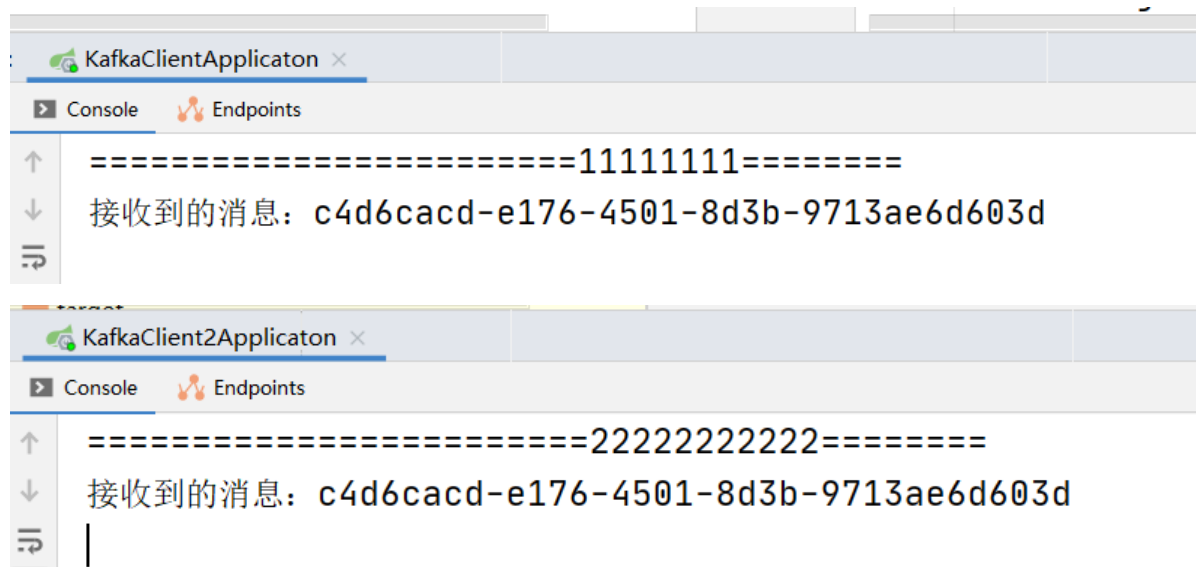 KafkaClientApplicaton
Console Endpoints
========================11111111========
接收到的消息：c4d6cacd-e176-4501-8d3b-9713ae6d603d
KafkaClient2Applicaton
Console Endpoints
========================22222222222========
接收到的消息：c4d6cacd-e176-4501-8d3b-9713ae6d603d